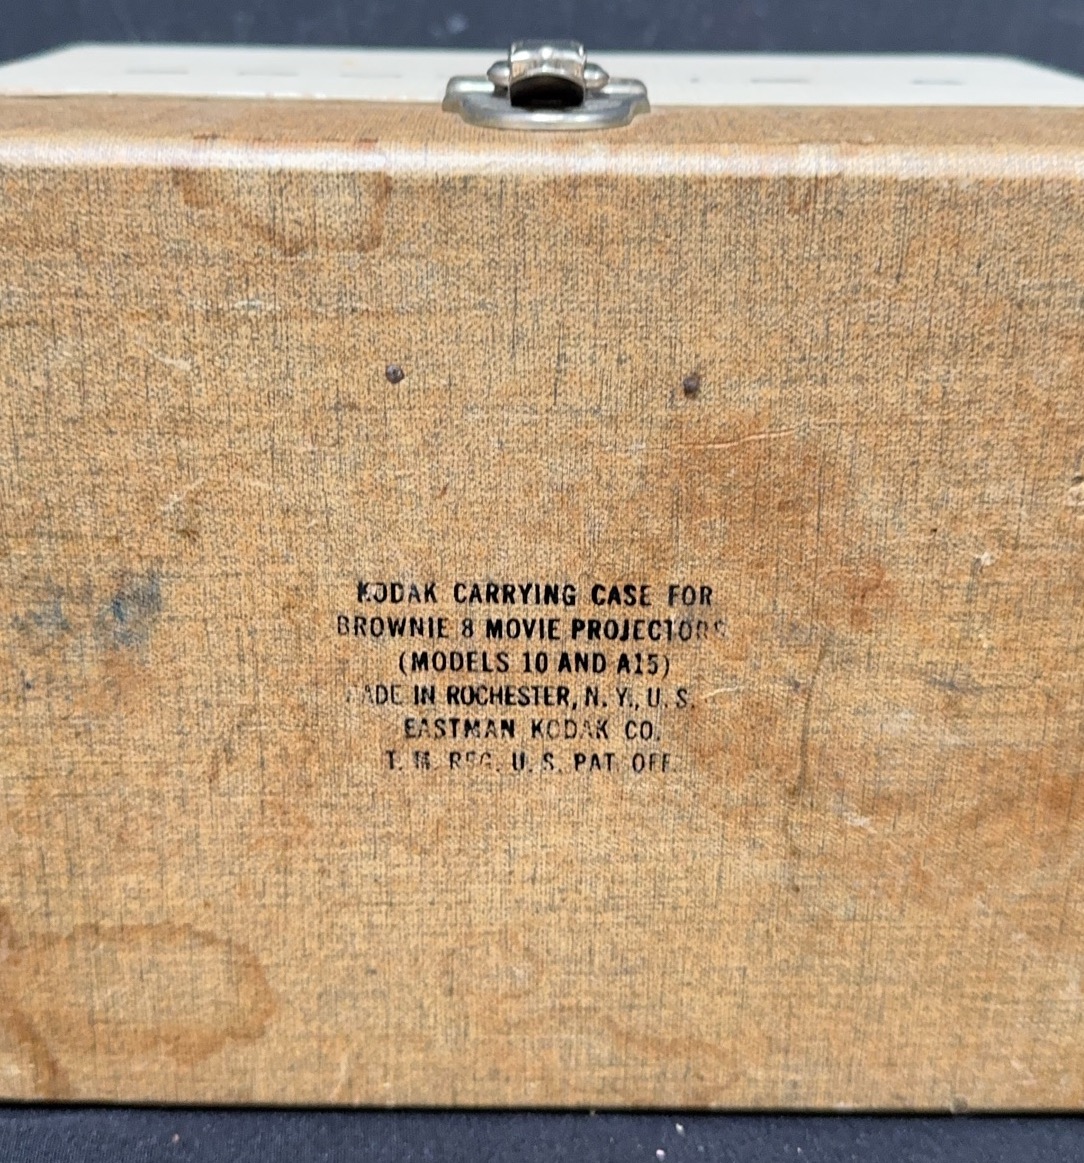 KODAK CARRYING CASE FOR
BROWNIE 8 MOVIE PROJECTORS
(MODELS 10 AND A15)
MADE IN ROCHESTER, N. Y., U. S.
EASTMAN KODAK CO.
T. M. REG. U. S. PAT. OFF.